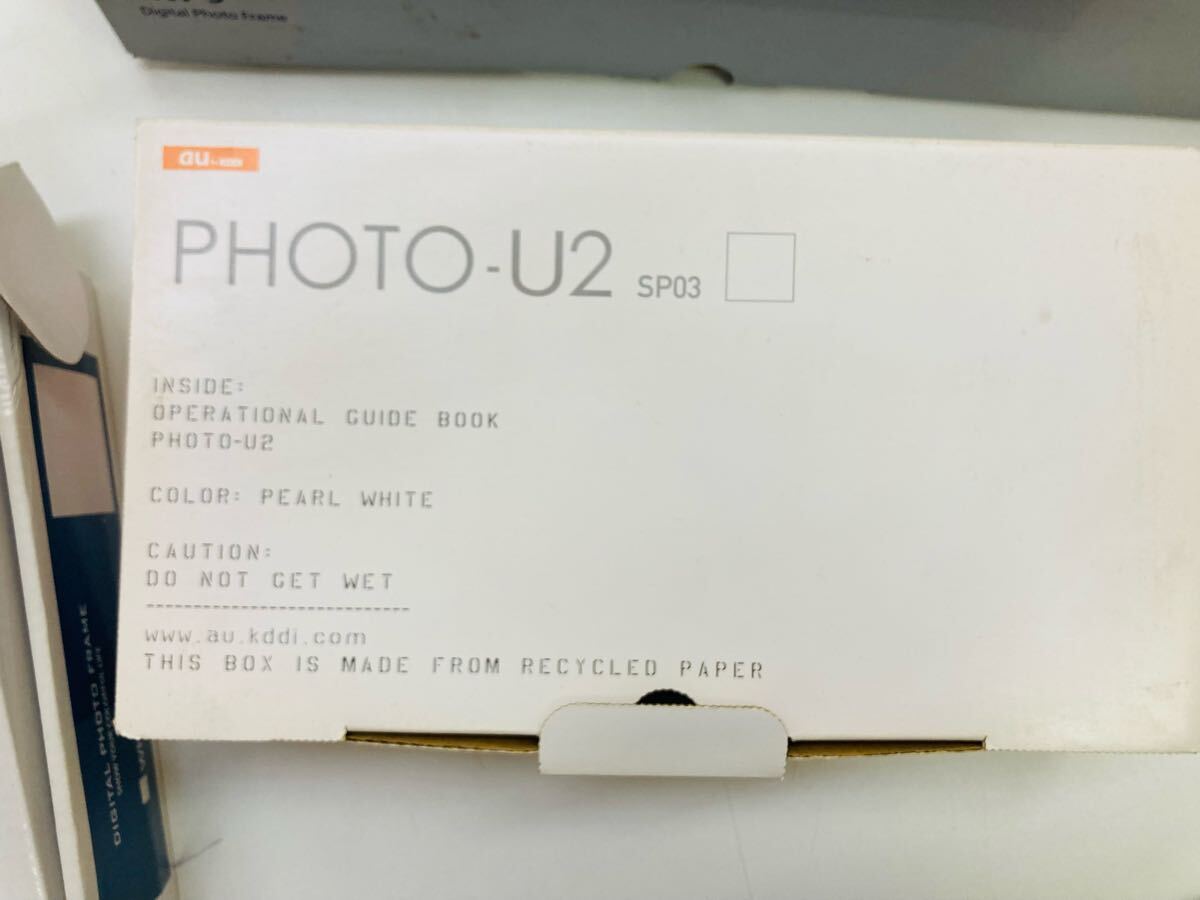 Digital Photo Frame
au by KDDI
PHOTO-U2 SP03
INSIDE:
OPERATIONAL GUIDE BOOK
PHOTO-U2
COLOR: PEARL WHITE
CAUTION:
DO NOT GET WET
---------------------------
www.au.kddi.com
THIS BOX IS MADE FROM RECYCLED PAPER
DIGITAL PHOTO FRAME